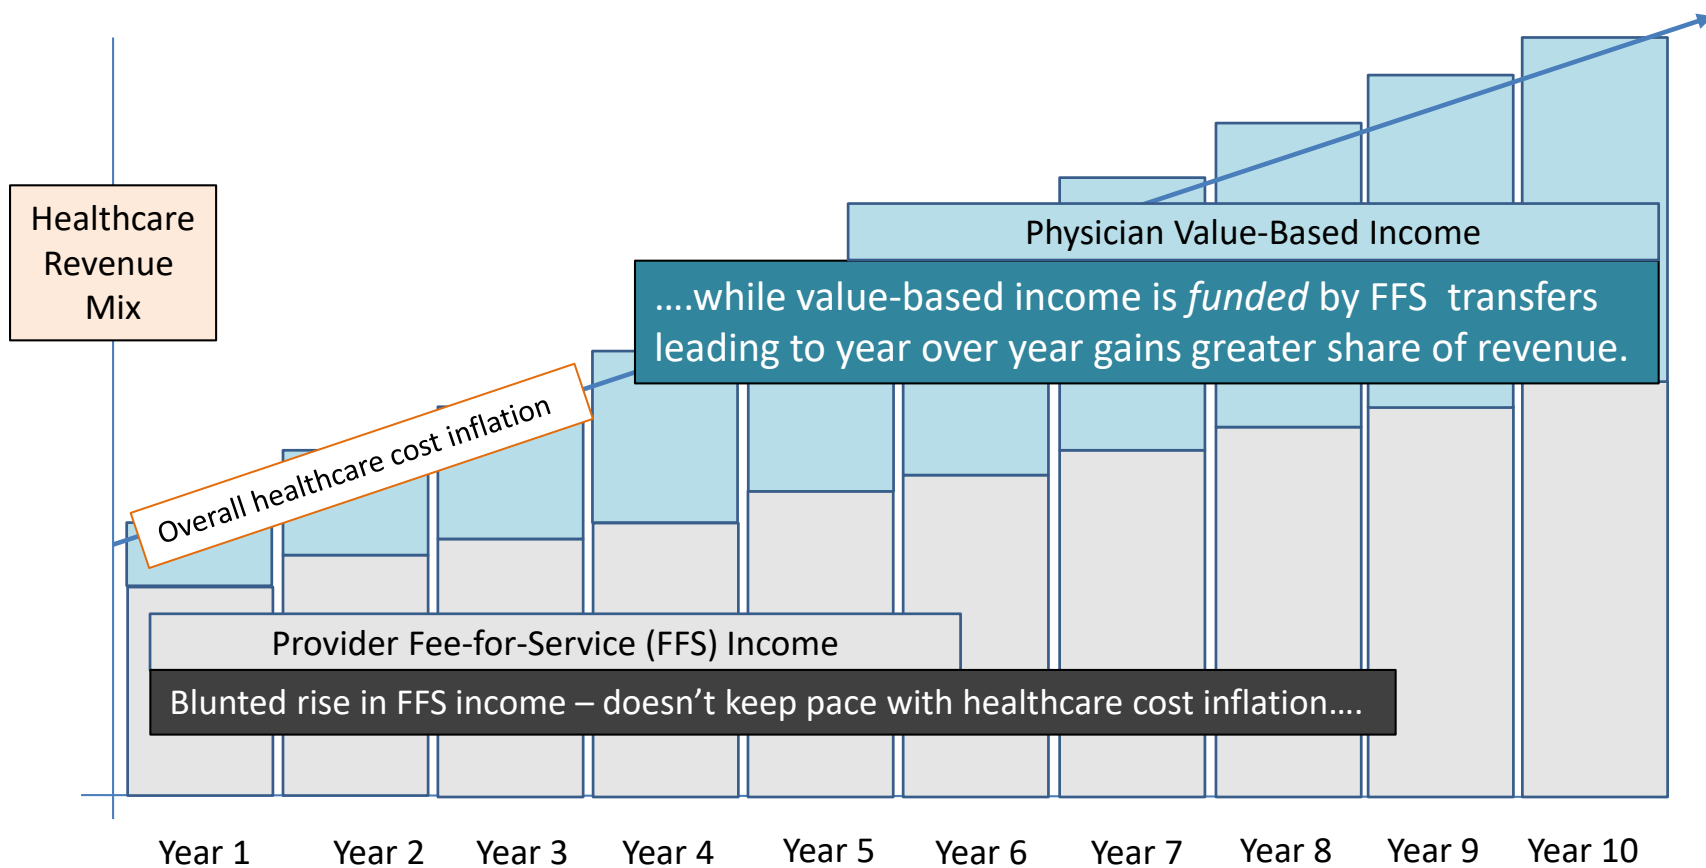 Healthcare
Revenue
Mix
Physician Value-Based Income
….while value-based income is funded by FFS  transfers
leading to year over year gains greater share of revenue.
Overall healthcare cost inflation
Provider Fee-for-Service (FFS) Income
Blunted rise in FFS income – doesn’t keep pace with healthcare cost inflation….
Year 1
Year 2
Year 3
Year 4
Year 5
Year 6
Year 7
Year 8
Year 9
Year 10